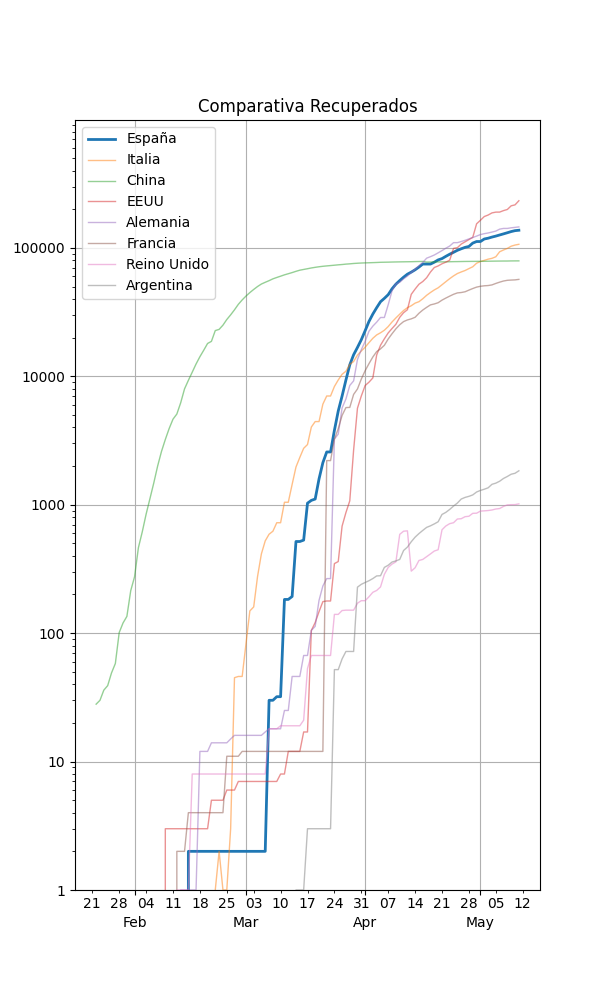 Comparativa Recuperados
España
Italia
China
EEUU
Alemania
Francia
Reino Unido
Argentina
100000
10000
1000
100
10
1
21 28 04 11 18 25 03 10 17 24 31 07 14 21 28 05 12
Feb Mar Apr May